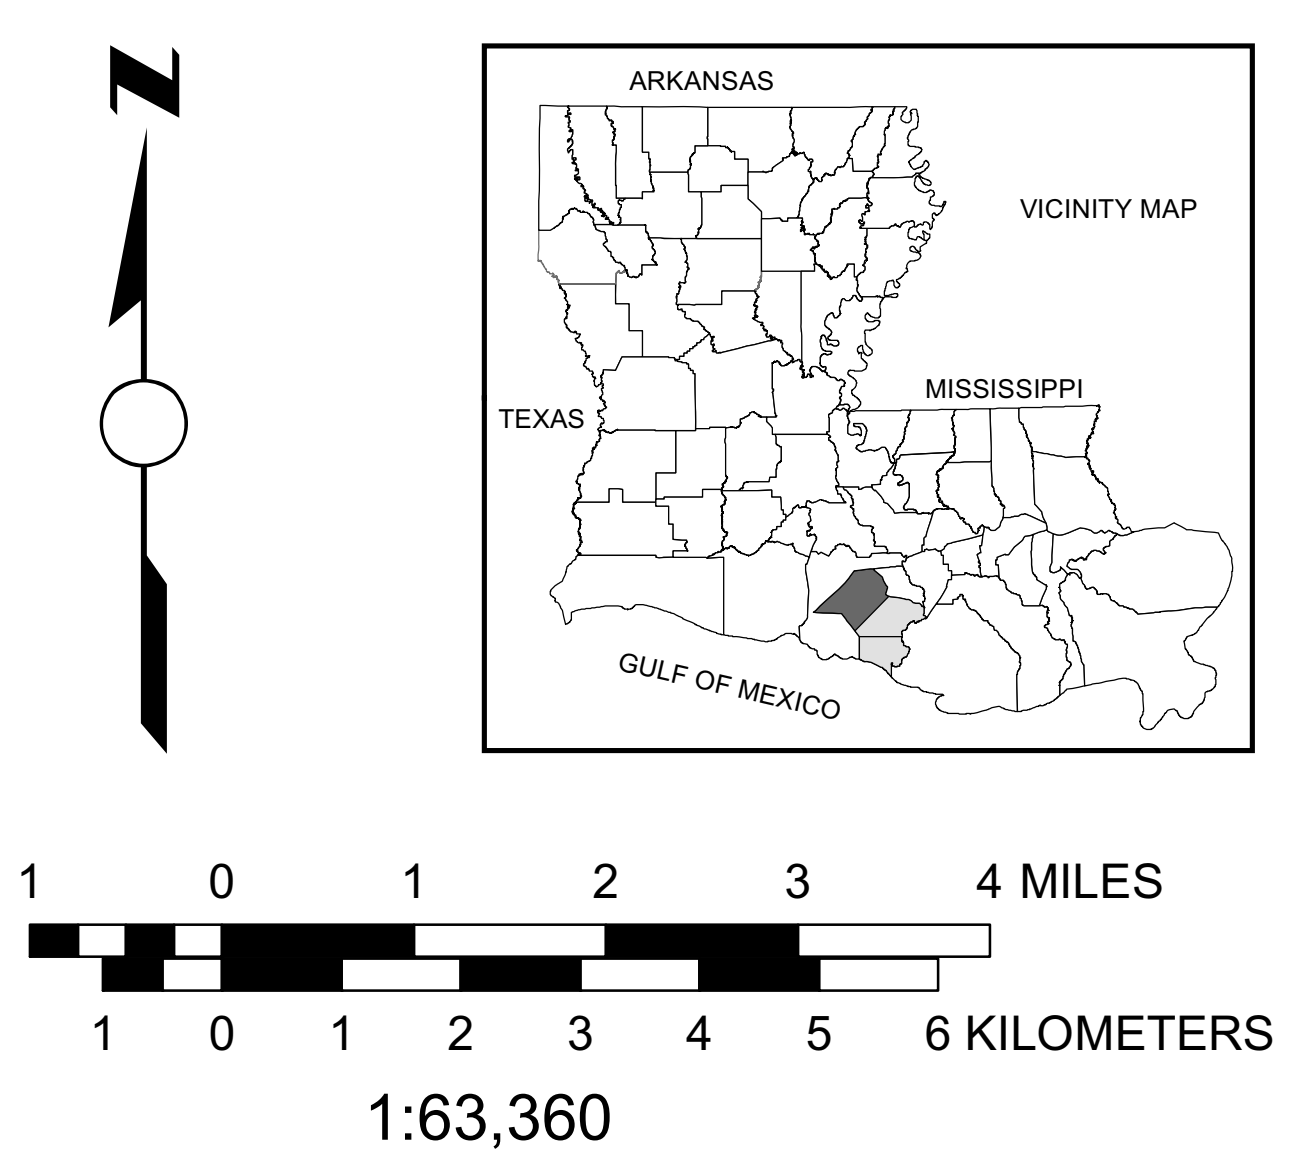 N
ARKANSAS
VICINITY MAP
MISSISSIPPI
TEXAS
GULF OF MEXICO
1 0 1 2 3 4 MILES
1 0 1 2 3 4 5 6 KILOMETERS
1:63,360